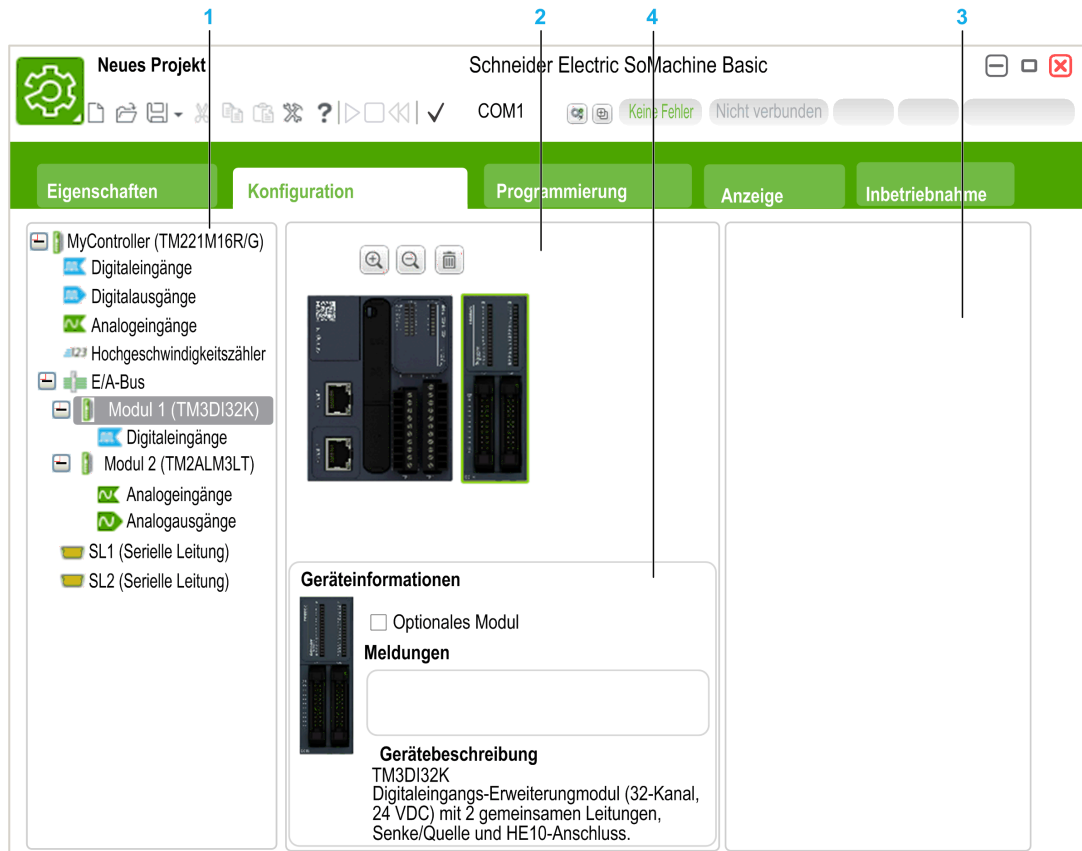 1
2
4
3
Neues Projekt
Schneider Electric SoMachine Basic
COM1
Keine Fehler
Nicht verbunden
Eigenschaften
Konfiguration
Programmierung
Anzeige
Inbetriebnahme
MyController (TM221M16R/G)
Digitaleingänge
Digitalausgänge
Analogeingänge
123 Hochgeschwindigkeitszähler
E/A-Bus
Modul 1 (TM3DI32K)
Digitaleingänge
Modul 2 (TM2ALM3LT)
Analogeingänge
Analogausgänge
SL1 (Serielle Leitung)
SL2 (Serielle Leitung)
Geräteinformationen
Optionales Modul
Meldungen
Gerätebeschreibung
TM3DI32K
Digitaleingangs-Erweiterungmodul (32-Kanal,
24 VDC) mit 2 gemeinsamen Leitungen,
Senke/Quelle und HE10-Anschluss.